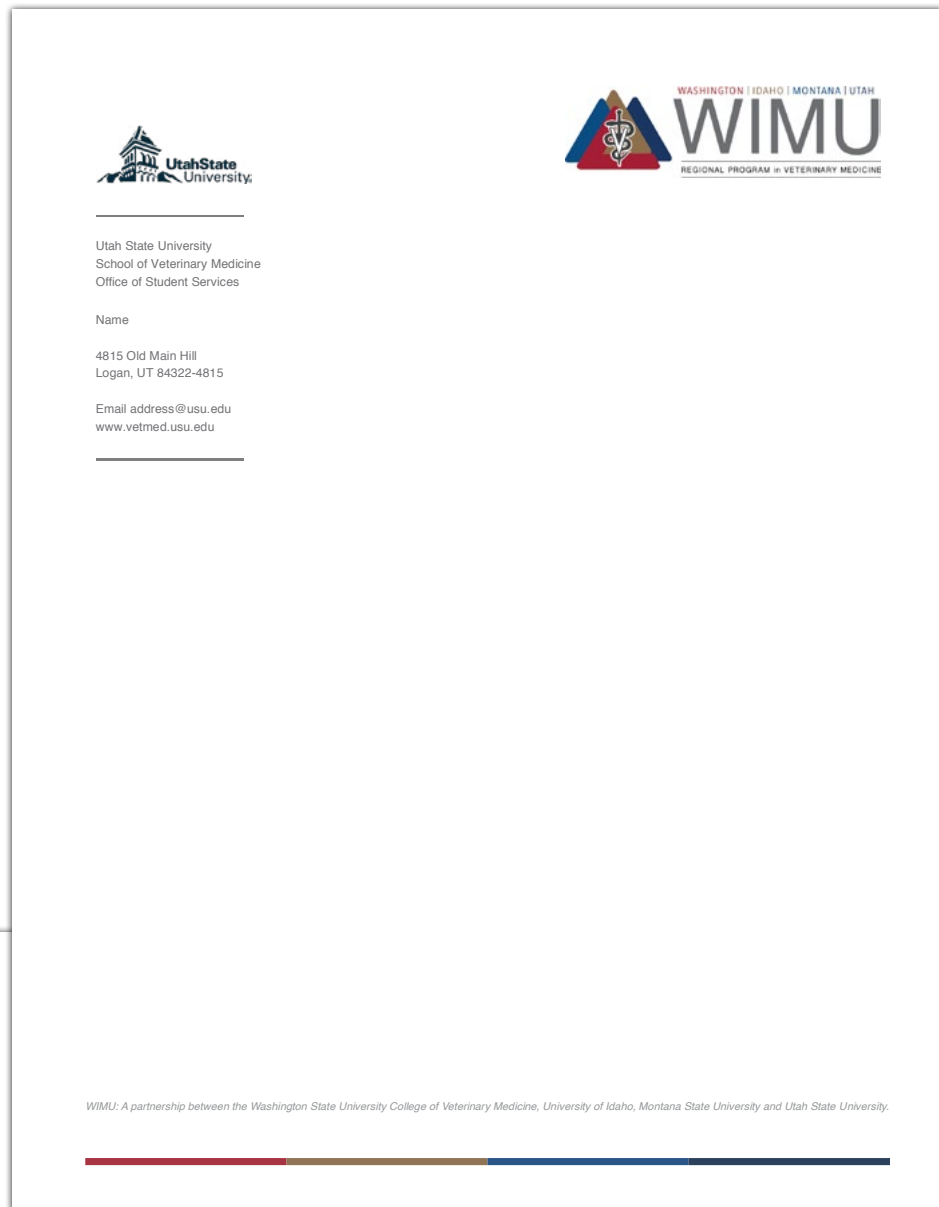 UtahState
University
WASHINGTON | IDAHO | MONTANA | UTAH
WIMU
REGIONAL PROGRAM in VETERINARY MEDICINE
Utah State University
School of Veterinary Medicine
Office of Student Services
Name
4815 Old Main Hill
Logan, UT 84322-4815
Email address@usu.edu
www.vetmed.usu.edu
WIMU: A partnership between the Washington State University College of Veterinary Medicine, University of Idaho, Montana State University and Utah State University.